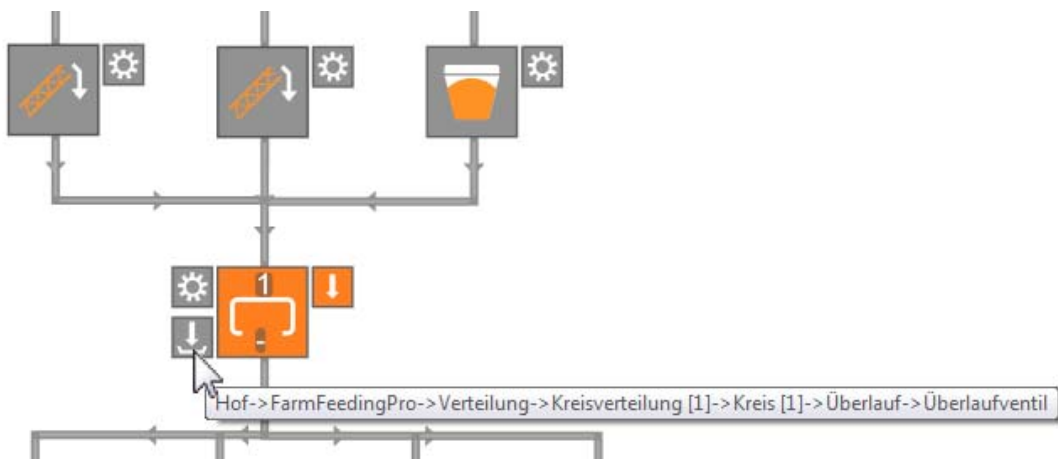 1
-
Hof->FarmFeedingPro->Verteilung->Kreisverteilung [1]->Kreis [1]->Überlauf->Überlaufventil